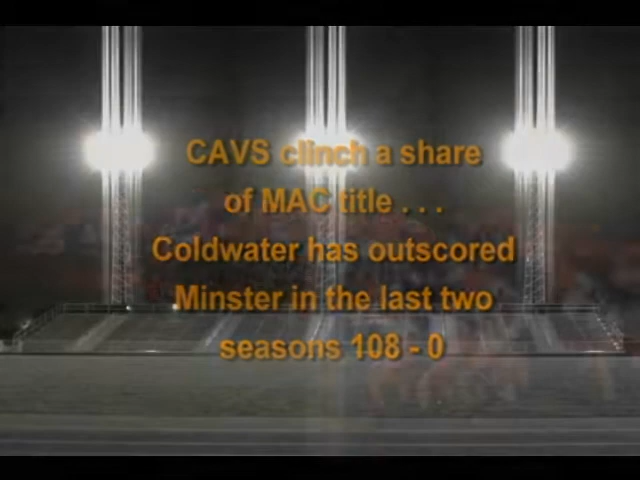 CAVS clinch a share
of MAC title . . .
Coldwater has outscored
Minster in the last two
seasons 108 - 0